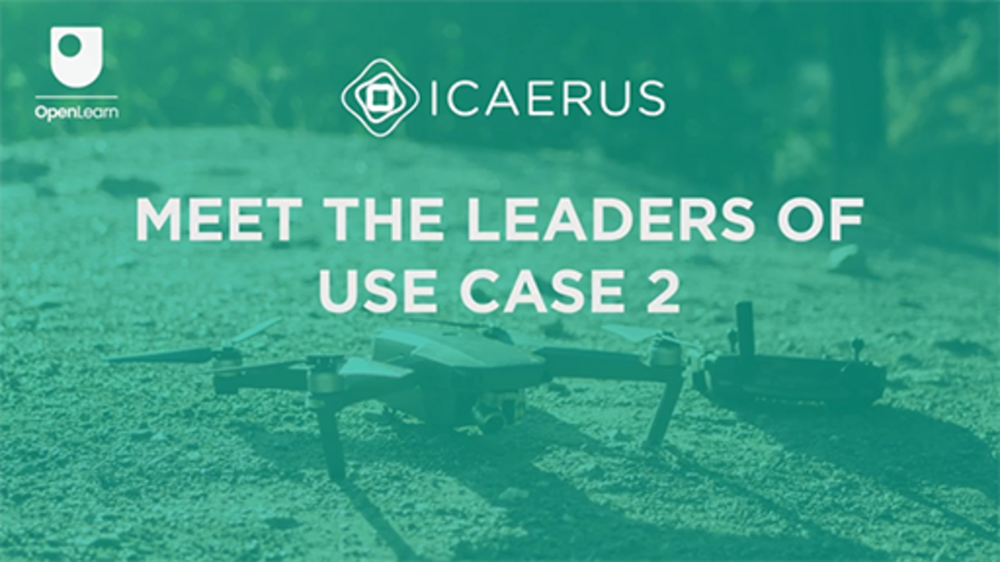 OpenLearn
ICAERUS
MEET THE LEADERS OF
USE CASE 2